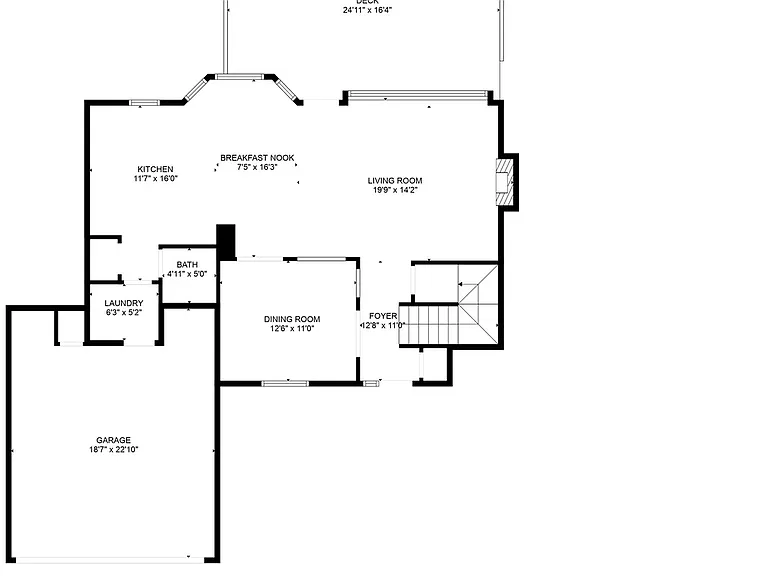 DECK
24'11" x 16'4"
BREAKFAST NOOK
7'5" x 16'3"
KITCHEN
11'7" x 16'0"
LIVING ROOM
19'9" x 14'2"
BATH
4'11" x 5'0"
LAUNDRY
6'3" x 5'2"
DINING ROOM
12'6" x 11'0"
FOYER
12'8" x 11'0"
GARAGE
18'7" x 22'10"